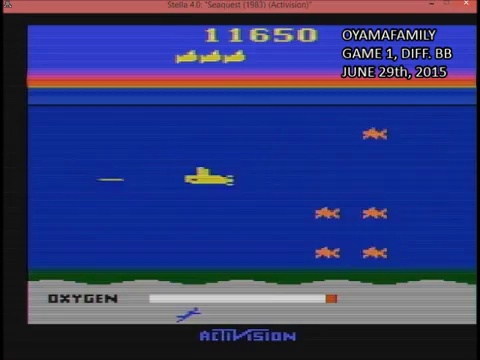 Stella 4.0: "Seaquest (1983) (Activision)"
11650
OYAMAFAMILY
GAME 1, DIFF. BB
JUNE 29th, 2015
OXYGEN
ACTIVISION